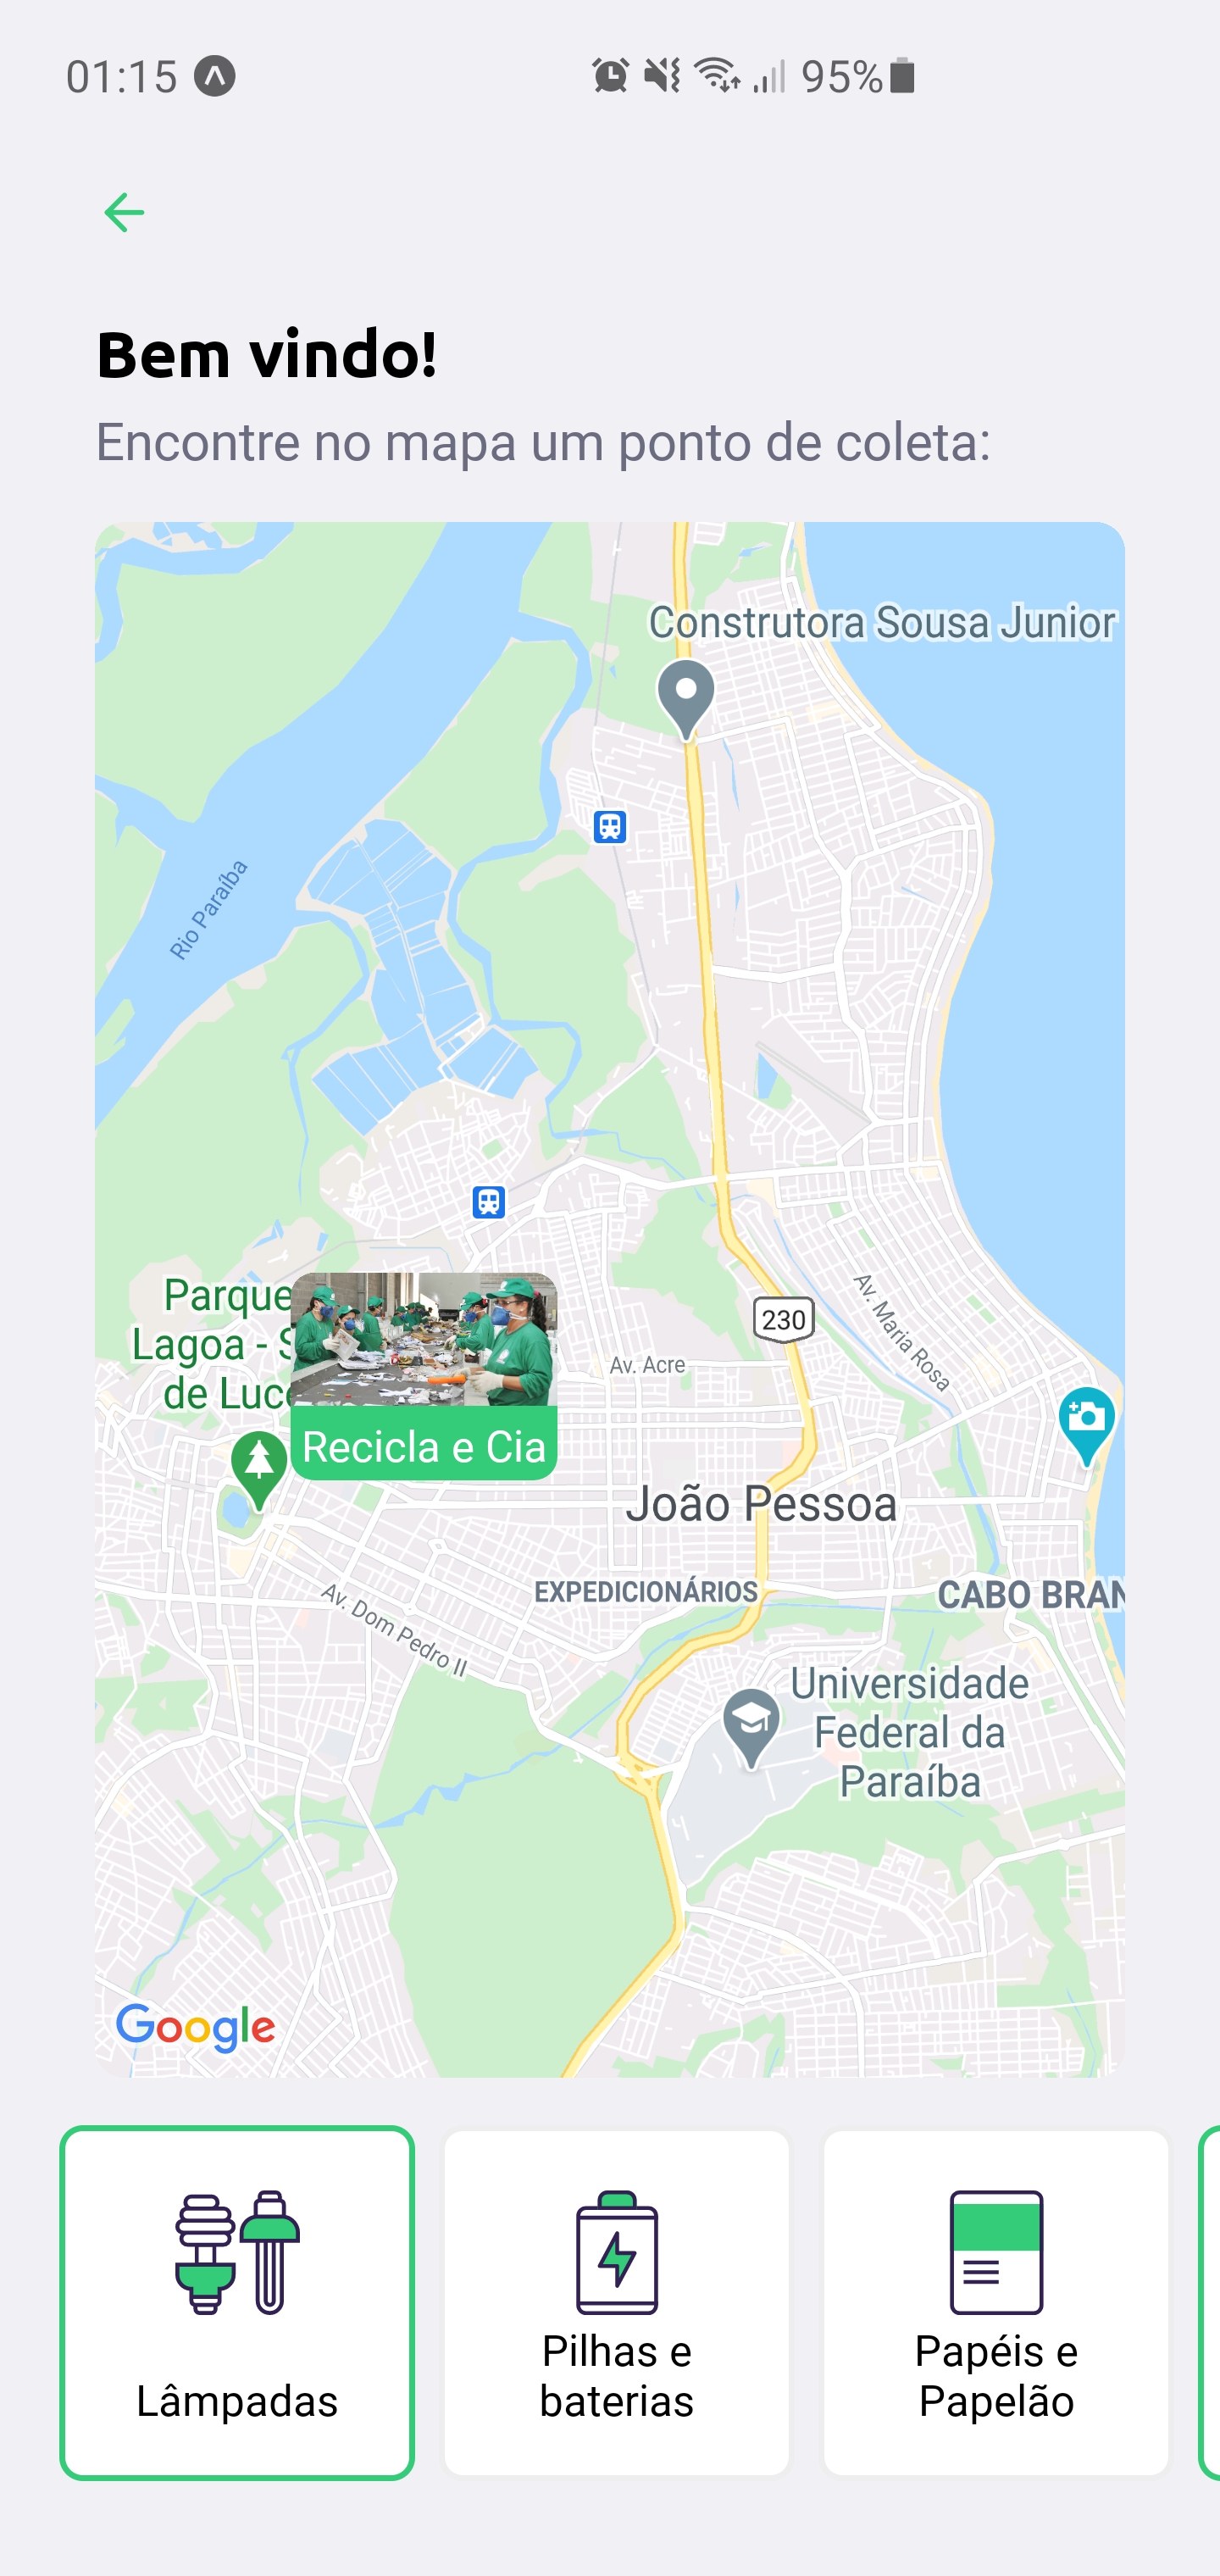 01:15
95%
Bem vindo!
Encontre no mapa um ponto de coleta:
Construtora Sousa Junior
Rio Paraíba
Parque
Lagoa - S
de Luce
Recicla e Cia
230
Av. Maria Rosa
Av. Acre
João Pessoa
EXPEDICIONÁRIOS
CABO BRAN
Av. Dom Pedro II
Universidade
Federal da
Paraíba
Google
Lâmpadas
Pilhas e
baterias
Papéis e
Papelão